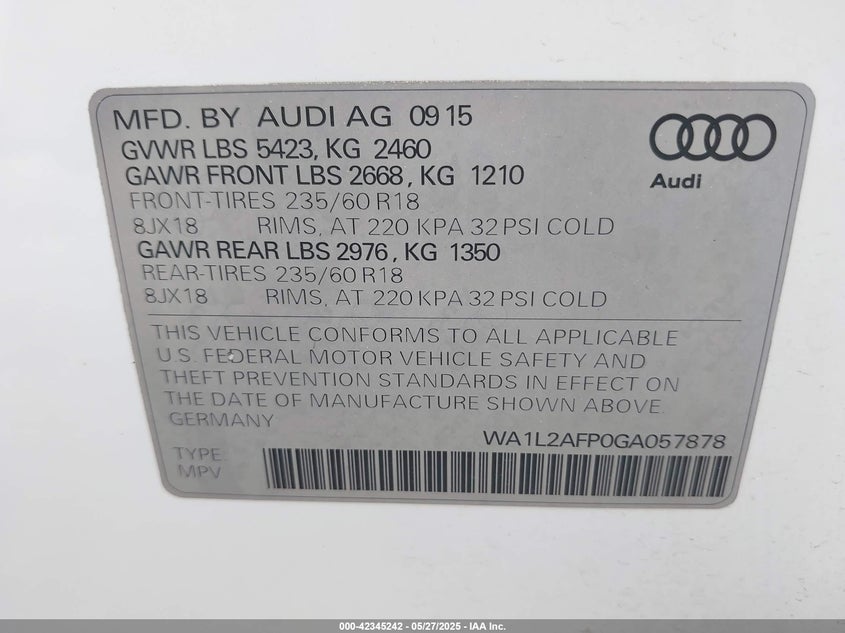 MFD. BY AUDI AG 09 15
GVWR LBS 5423, KG 2460
GAWR FRONT LBS 2668, KG 1210
FRONT-TIRES 235/60 R18
8JX18 RIMS, AT 220 KPA 32 PSI COLD
GAWR REAR LBS 2976, KG 1350
REAR-TIRES 235/60 R18
8JX18 RIMS, AT 220 KPA 32 PSI COLD
Audi
THIS VEHICLE CONFORMS TO ALL APPLICABLE
U.S. FEDERAL MOTOR VEHICLE SAFETY AND
THEFT PREVENTION STANDARDS IN EFFECT ON
THE DATE OF MANUFACTURE SHOWN ABOVE.
GERMANY
WA1L2AFP0GA057878
TYPE:
MPV
000-42345242 - 05/27/2025 - IAA Inc.